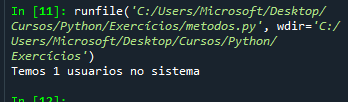 In [11]: runfile('C:/Users/Microsoft/Desktop/
Cursos/Python/Exercícios/metodos.py', wdir='C:/
Users/Microsoft/Desktop/Cursos/Python/
Exercícios')
Temos 1 usuarios no sistema
In [12]: